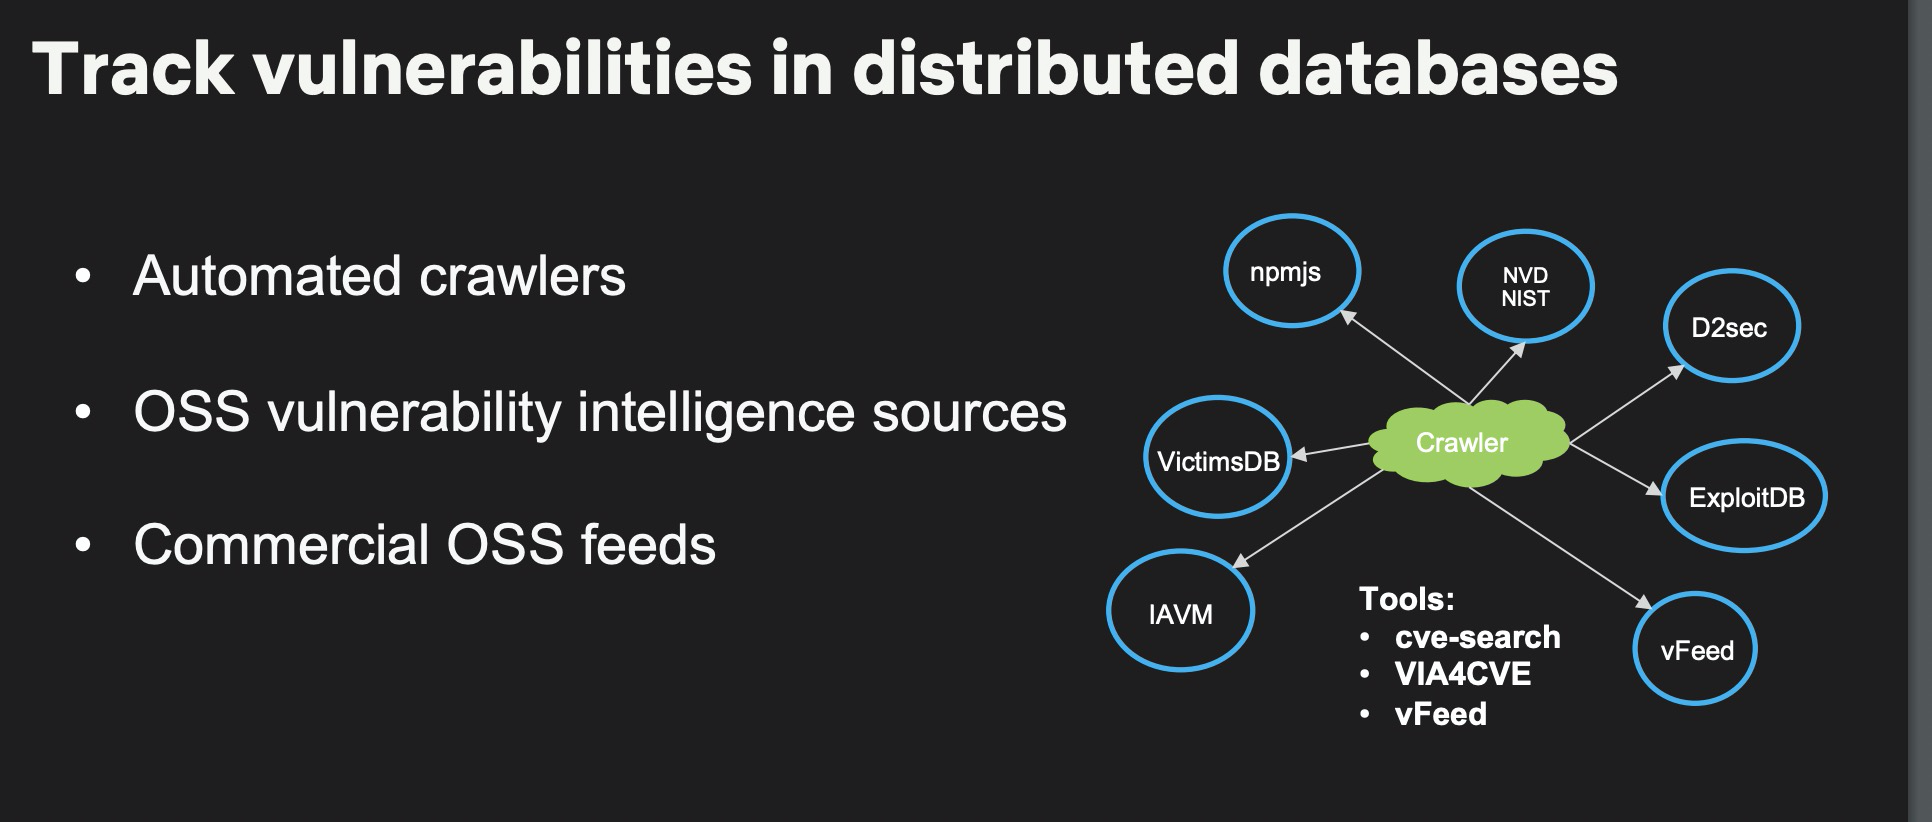 Track vulnerabilities in distributed databases
• Automated crawlers
• OSS vulnerability intelligence sources
• Commercial OSS feeds
npmjs
NVD
NIST
D2sec
VictimsDB
Crawler
ExploitDB
IAVM
vFeed
Tools:
• cve-search
• VIA4CVE
• vFeed